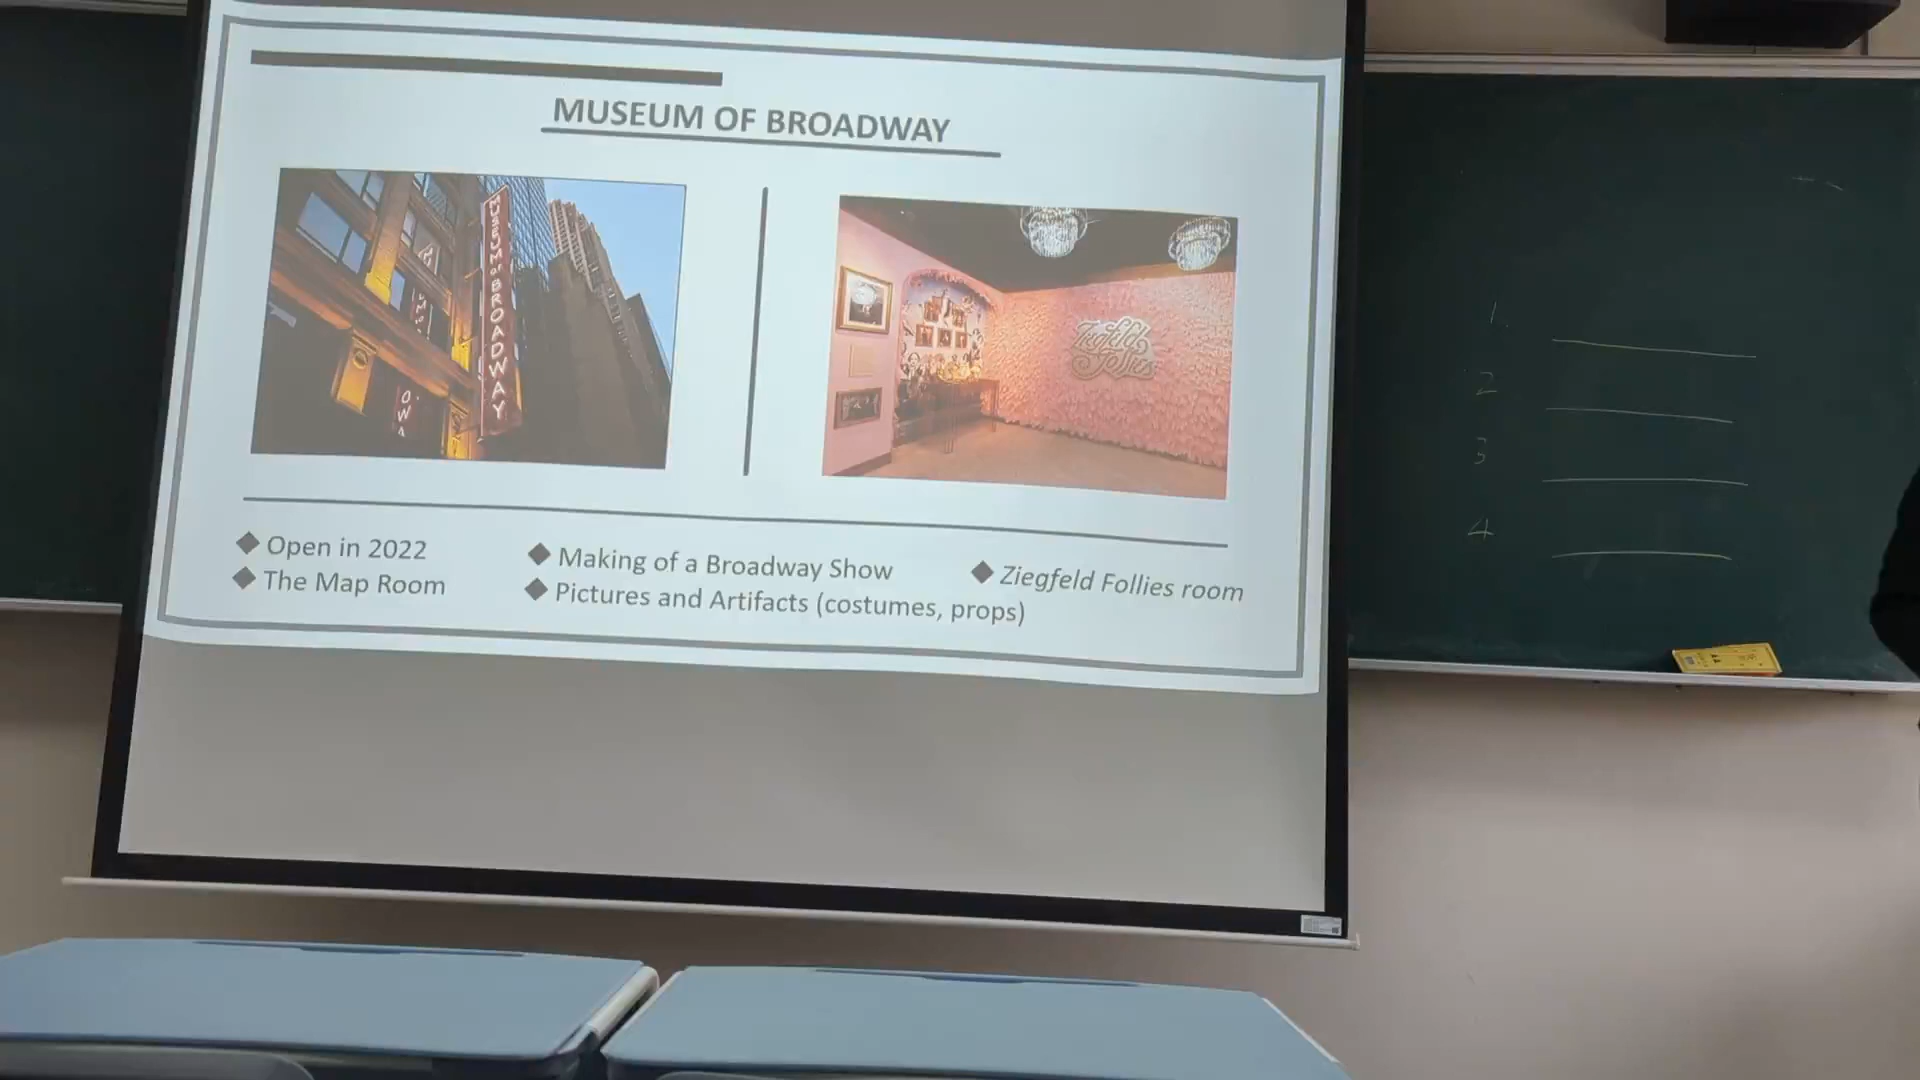 MUSEUM OF BROADWAY
MUSEUM OF BROADWAY
OWA
Ziegfeld
Follies
Open in 2022
The Map Room
Making of a Broadway Show
Pictures and Artifacts (costumes, props)
Ziegfeld Follies room
1
2
3
4